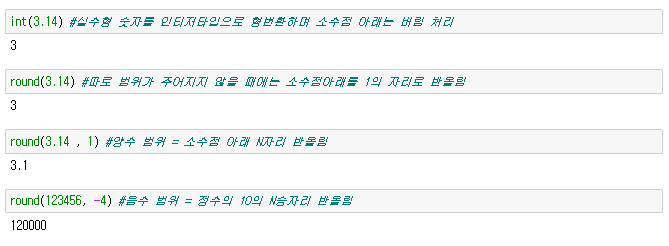 int(3.14) #실수형 숫자를 인티저타입으로 형변환하며 소수점 아래는 버림 처리
3
round(3.14) #따로 범위가 주어지지 않을 때에는 소수점아래를 1의 자리로 반올림
3
round(3.14 , 1) #양수 범위 = 소수점 아래 N자리 반올림
3.1
round(123456, -4) #음수 범위 = 정수의 10의 N승자리 반올림
120000